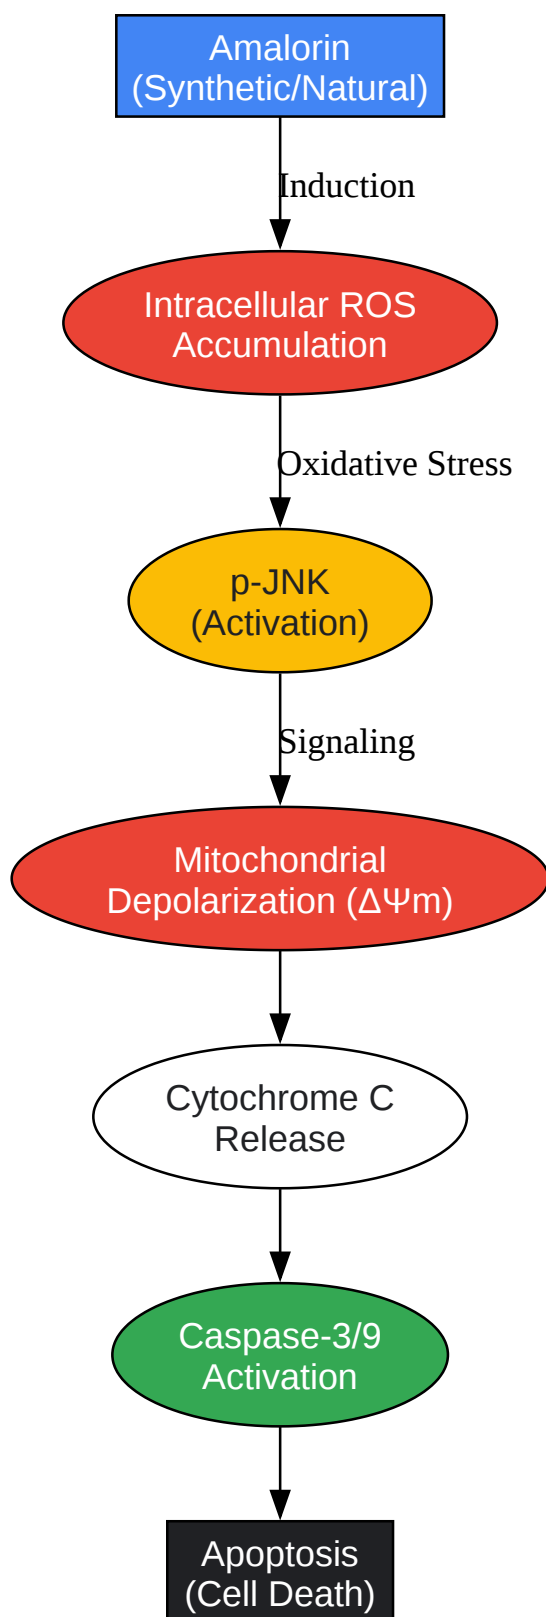 Amalorin
(Synthetic/Natural)
Induction
Intracellular ROS
Accumulation
Oxidative Stress
p-JNK
(Activation)
Signaling
Mitochondrial
Depolarization (ΔΨm)
Cytochrome C
Release
Caspase-3/9
Activation
Apoptosis
(Cell Death)